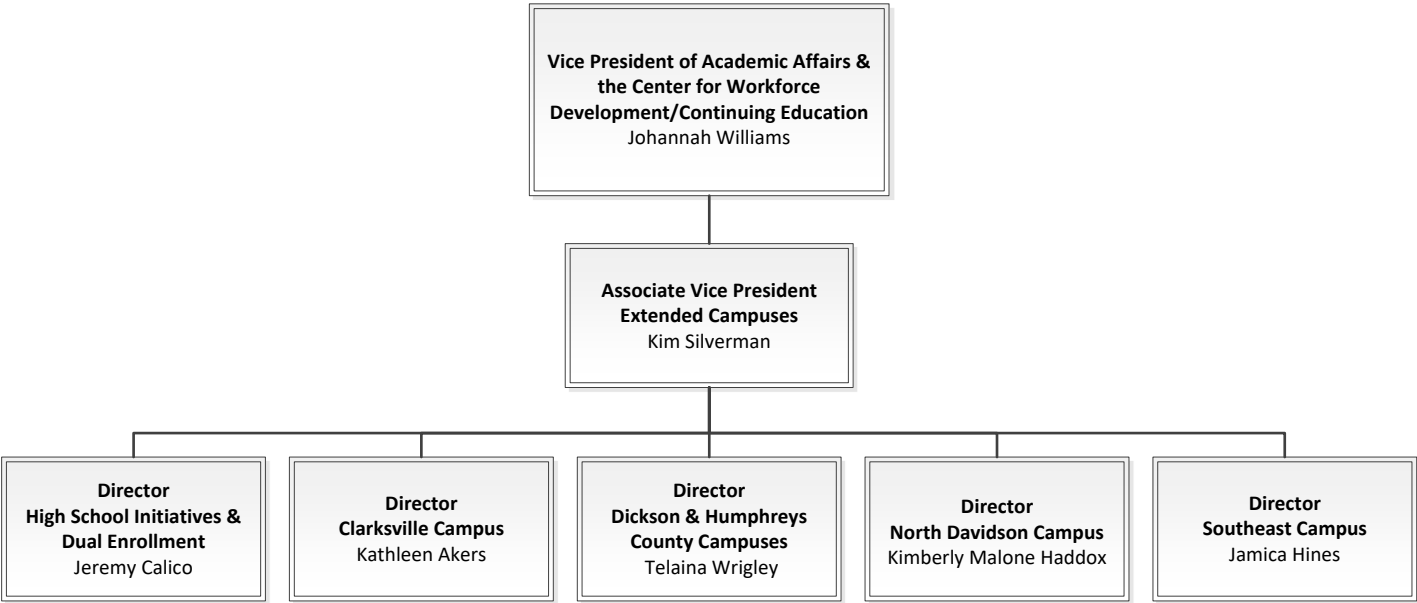 Vice President of Academic Affairs &
the Center for Workforce
Development/Continuing Education
Johannah Williams
Associate Vice President
Extended Campuses
Kim Silverman
Director
High School Initiatives &
Dual Enrollment
Jeremy Calico
Director
Clarksville Campus
Kathleen Akers
Director
Dickson & Humphreys
County Campuses
Telaina Wrigley
Director
North Davidson Campus
Kimberly Malone Haddox
Director
Southeast Campus
Jamica Hines